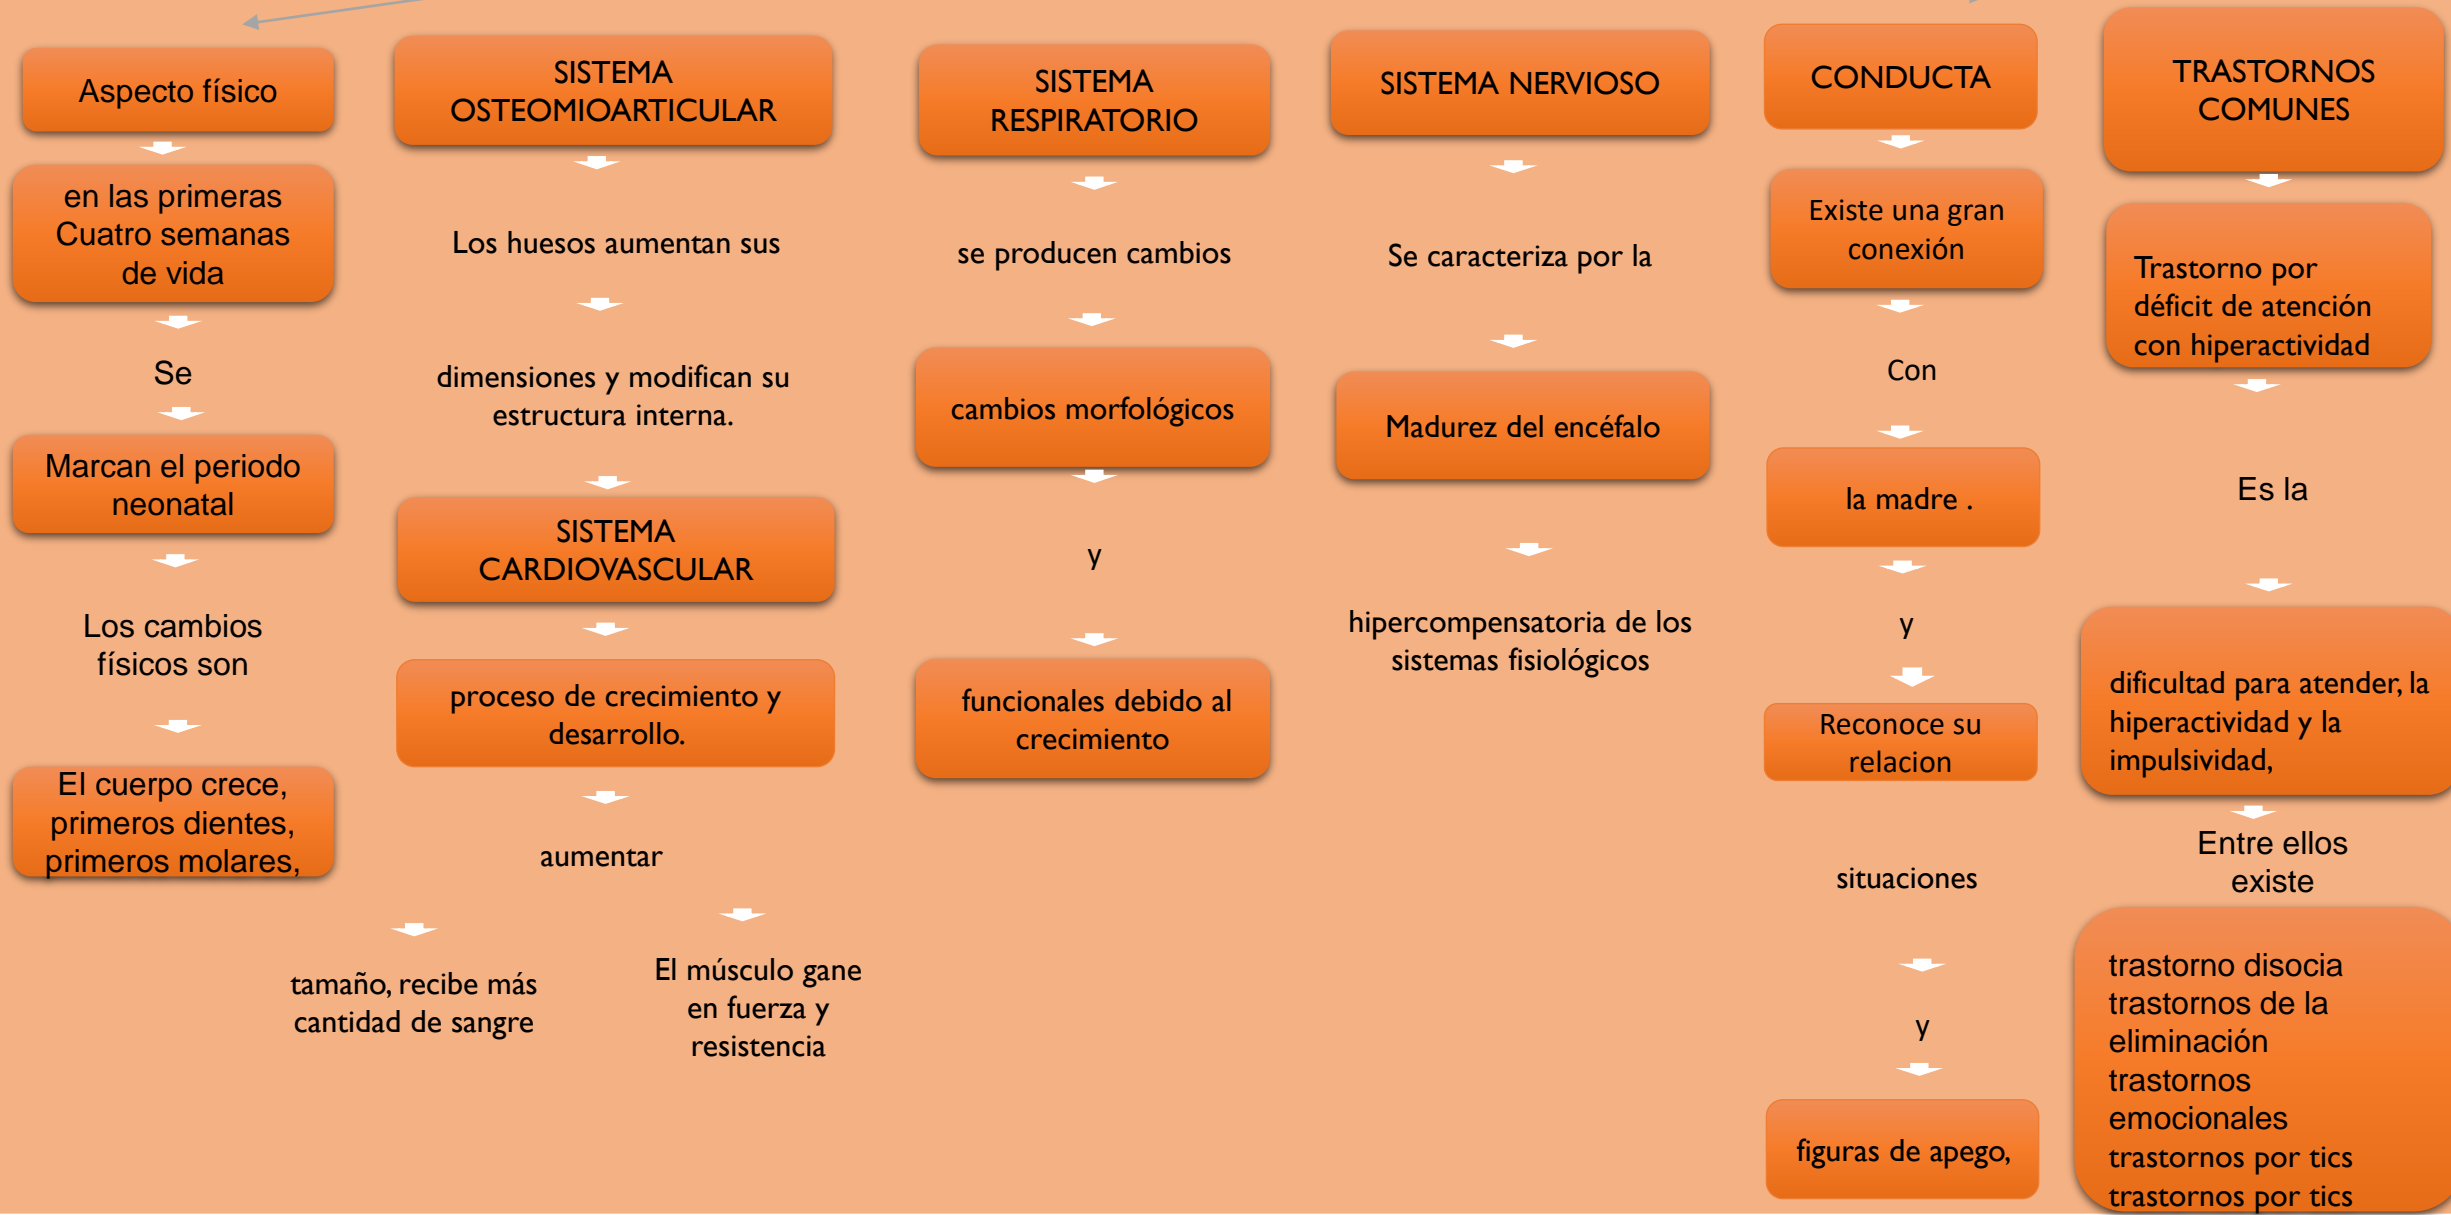 Aspecto físico
en las primeras
Cuatro semanas
de vida
Se
Marcan el periodo
neonatal
Los cambios
físicos son
El cuerpo crece,
primeros dientes,
primeros molares,
SISTEMA
OSTEOMIOARTICULAR
Los huesos aumentan sus
dimensiones y modifican su
estructura interna.
SISTEMA
CARDIOVASCULAR
proceso de crecimiento y
desarrollo.
aumentar
tamaño, recibe más
cantidad de sangre
El músculo gane
en fuerza y
resistencia
SISTEMA
RESPIRATORIO
se producen cambios
cambios morfológicos
y
funcionales debido al
crecimiento
SISTEMA NERVIOSO
Se caracteriza por la
Madurez del encéfalo
hipercompensatoria de los
sistemas fisiológicos
CONDUCTA
Existe una gran
conexión
Con
la madre .
y
Reconoce su
relacion
situaciones
y
figuras de apego,
TRASTORNOS
COMUNES
Trastorno por
déficit de atención
con hiperactividad
Es la
dificultad para atender, la
hiperactividad y la
impulsividad,
Entre ellos
existe
trastorno disocia
trastornos de la
eliminación
trastornos
emocionales
trastornos por tics
trastornos por tics